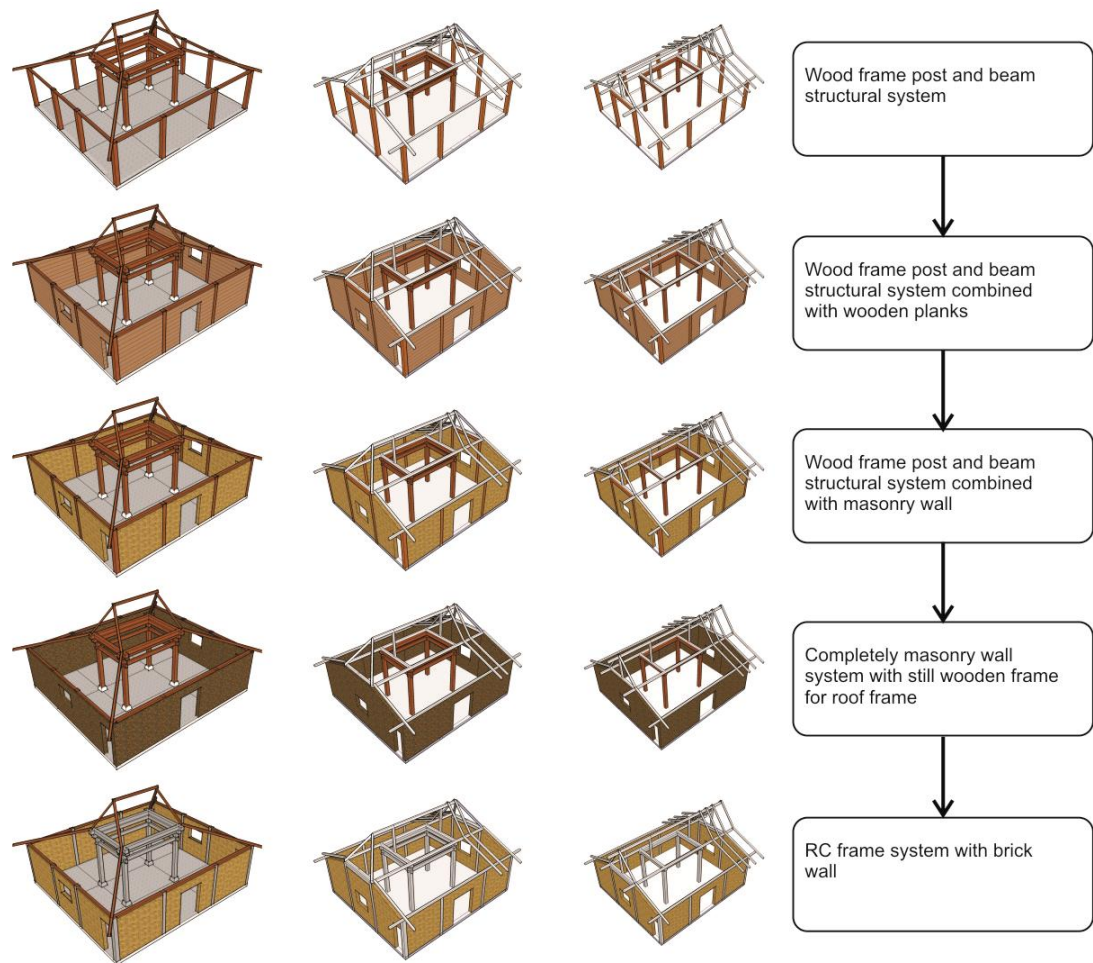 Wood frame post and beam
structural system
Wood frame post and beam
structural system combined
with wooden planks
Wood frame post and beam
structural system combined
with masonry wall
Completely masonry wall
system with still wooden frame
for roof frame
RC frame system with brick
wall